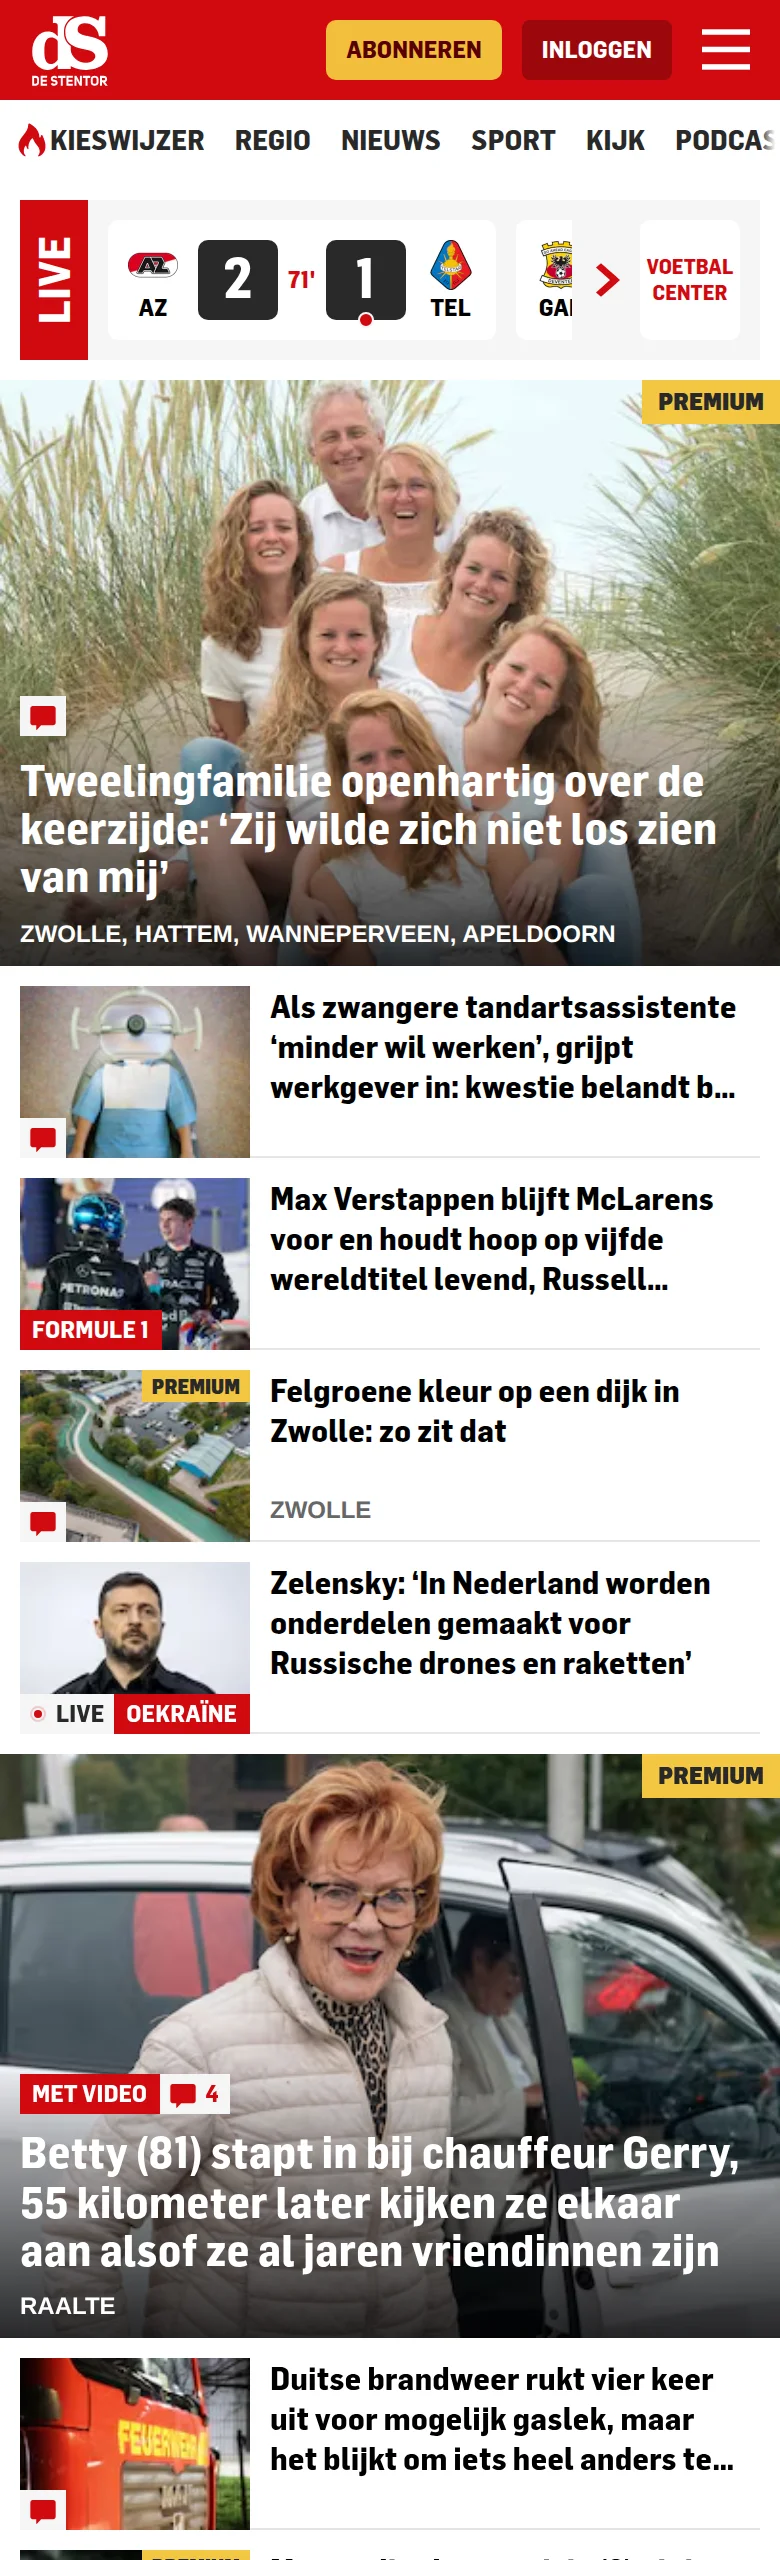 dS
DE STENTOR
ABONNEREN
INLOGGEN
KIESWIJZER REGIO NIEUWS SPORT KIJK PODCAS
LIVE
AZ
AZ
2
71'
1
TEL
GA
VOETBAL
CENTER
PREMIUM
Tweelingfamilie openhartig over de
keerzijde: ‘Zij wilde zich niet los zien
van mij’
ZWOLLE, HATTEM, WANNEPERVEEN, APELDOORN
Als zwangere tandartsassistente
‘minder wil werken’, grijpt
werkgever in: kwestie belandt b...
PETRONAS
FORMULE 1
Max Verstappen blijft McLarens
voor en houdt hoop op vijfde
wereldtitel levend, Russell...
PREMIUM
Felgroene kleur op een dijk in
Zwolle: zo zit dat
ZWOLLE
LIVE
OEKRAÏNE
Zelensky: ‘In Nederland worden
onderdelen gemaakt voor
Russische drones en raketten’
PREMIUM
MET VIDEO
4
Betty (81) stapt in bij chauffeur Gerry,
55 kilometer later kijken ze elkaar
aan alsof ze al jaren vriendinnen zijn
RAALTE
FEUERWEHR
Duitse brandweer rukt vier keer
uit voor mogelijk gaslek, maar
het blijkt om iets heel anders te...